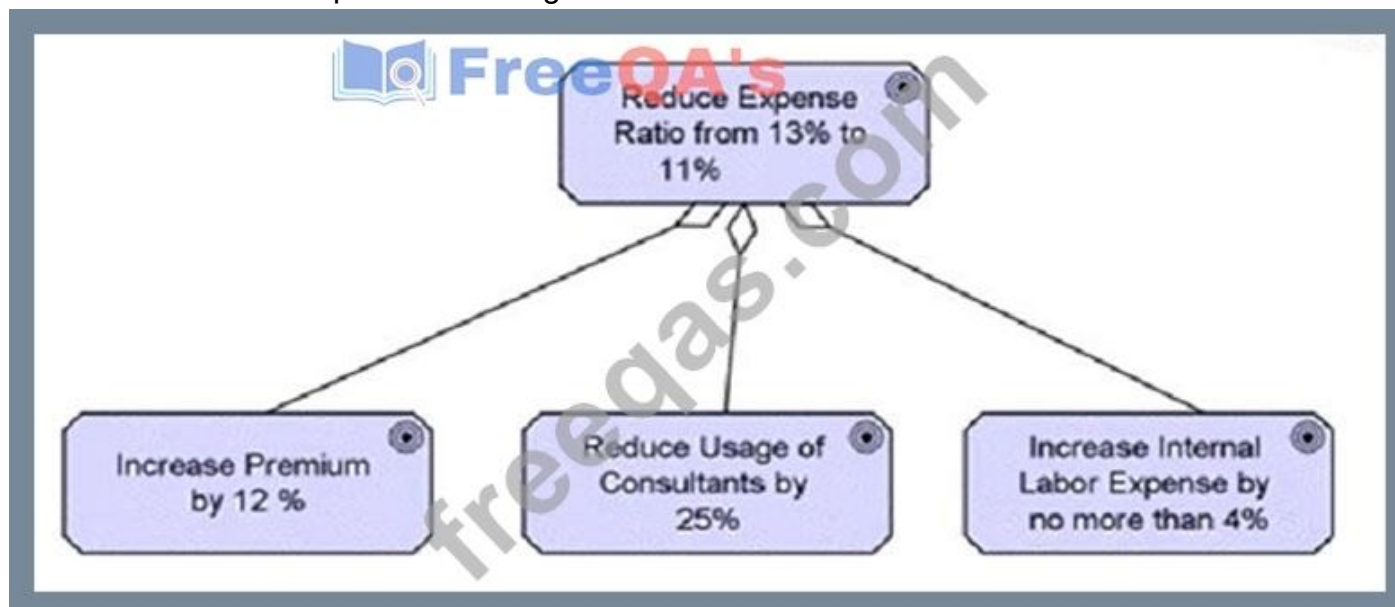 FreeQA's
Reduce Expense
Ratio from 13% to
11%
Increase Premium
by 12 %
Reduce Usage of
Consultants by
25%
Increase Internal
Labor Expense by
no more than 4%
freeqas.com